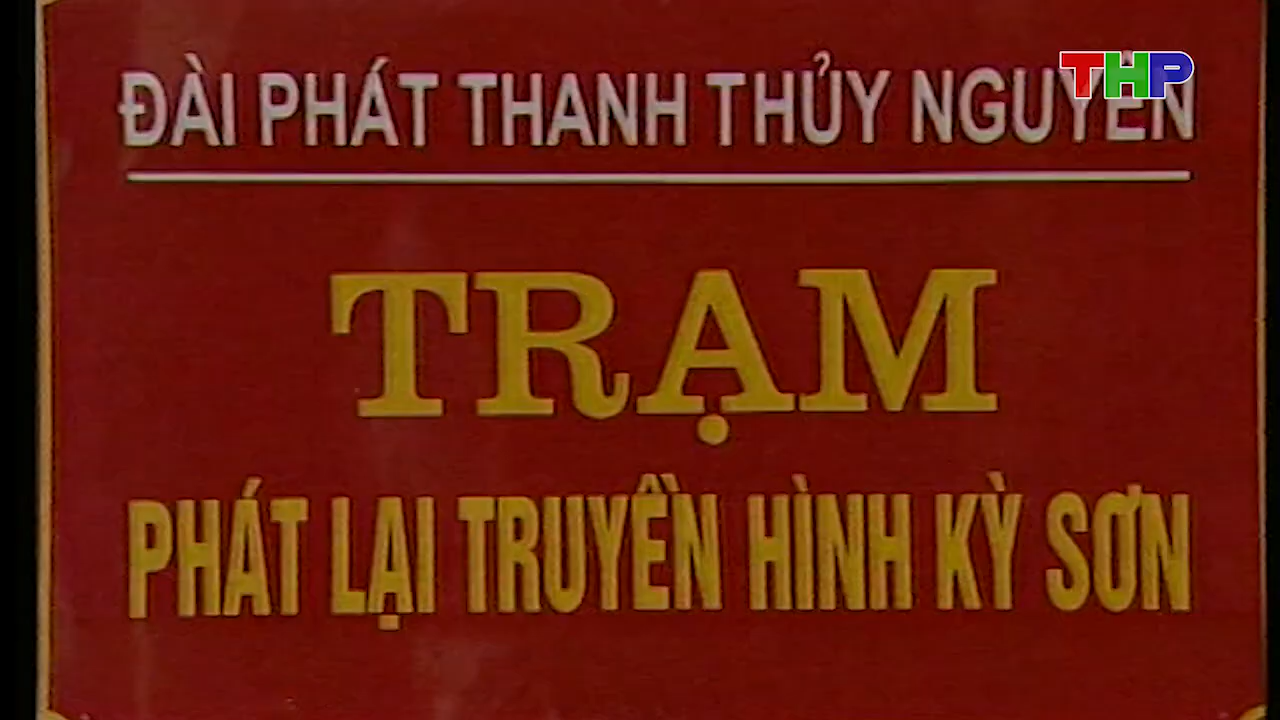 THP
ĐÀI PHÁT THANH THỦY NGUYÊN
TRẠM
PHÁT LẠI TRUYỀN HÌNH KỲ SƠN